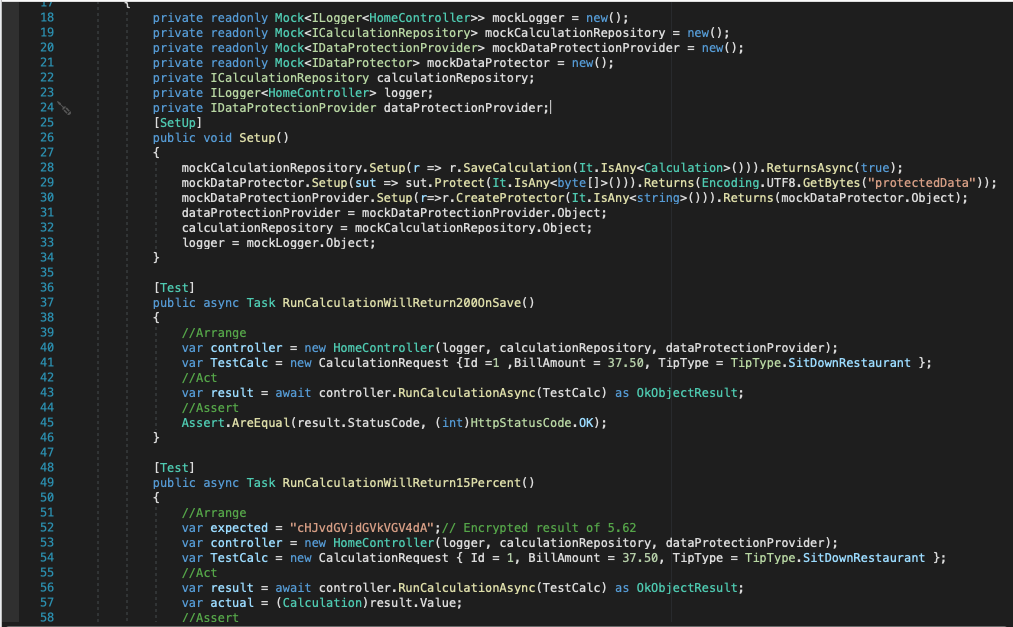 17 {
18 private readonly Mock<ILogger<HomeController>> mockLogger = new();
19 private readonly Mock<ICalculationRepository> mockCalculationRepository = new();
20 private readonly Mock<IDataProtectionProvider> mockDataProtectionProvider = new();
21 private readonly Mock<IDataProtector> mockDataProtector = new();
22 private ICalculationRepository calculationRepository;
23 private ILogger<HomeController> logger;
24 private IDataProtectionProvider dataProtectionProvider;
25 [SetUp]
26 public void Setup()
27 {
28 mockCalculationRepository.Setup(r => r.SaveCalculation(It.IsAny<Calculation>())).ReturnsAsync(true);
29 mockDataProtector.Setup(sut => sut.Protect(It.IsAny<byte[]>())).Returns(Encoding.UTF8.GetBytes("protectedData"));
30 mockDataProtectionProvider.Setup(r=>r.CreateProtector(It.IsAny<string>())).Returns(mockDataProtector.Object);
31 dataProtectionProvider = mockDataProtectionProvider.Object;
32 calculationRepository = mockCalculationRepository.Object;
33 logger = mockLogger.Object;
34 }
35
36 [Test]
37 public async Task RunCalculationWillReturn200OnSave()
38 {
39 //Arrange
40 var controller = new HomeController(logger, calculationRepository, dataProtectionProvider);
41 var TestCalc = new CalculationRequest {Id =1 ,BillAmount = 37.50, TipType = TipType.SitDownRestaurant };
42 //Act
43 var result = await controller.RunCalculationAsync(TestCalc) as OkObjectResult;
44 //Assert
45 Assert.AreEqual(result.StatusCode, (int)HttpStatusCode.OK);
46 }
47
48 [Test]
49 public async Task RunCalculationWillReturn15Percent()
50 {
51 //Arrange
52 var expected = "cHJvdGVjdGVkVGV4dA";// Encrypted result of 5.62
53 var controller = new HomeController(logger, calculationRepository, dataProtectionProvider);
54 var TestCalc = new CalculationRequest { Id = 1, BillAmount = 37.50, TipType = TipType.SitDownRestaurant };
55 //Act
56 var result = await controller.RunCalculationAsync(TestCalc) as OkObjectResult;
57 var actual = (Calculation)result.Value;
58 //Assert